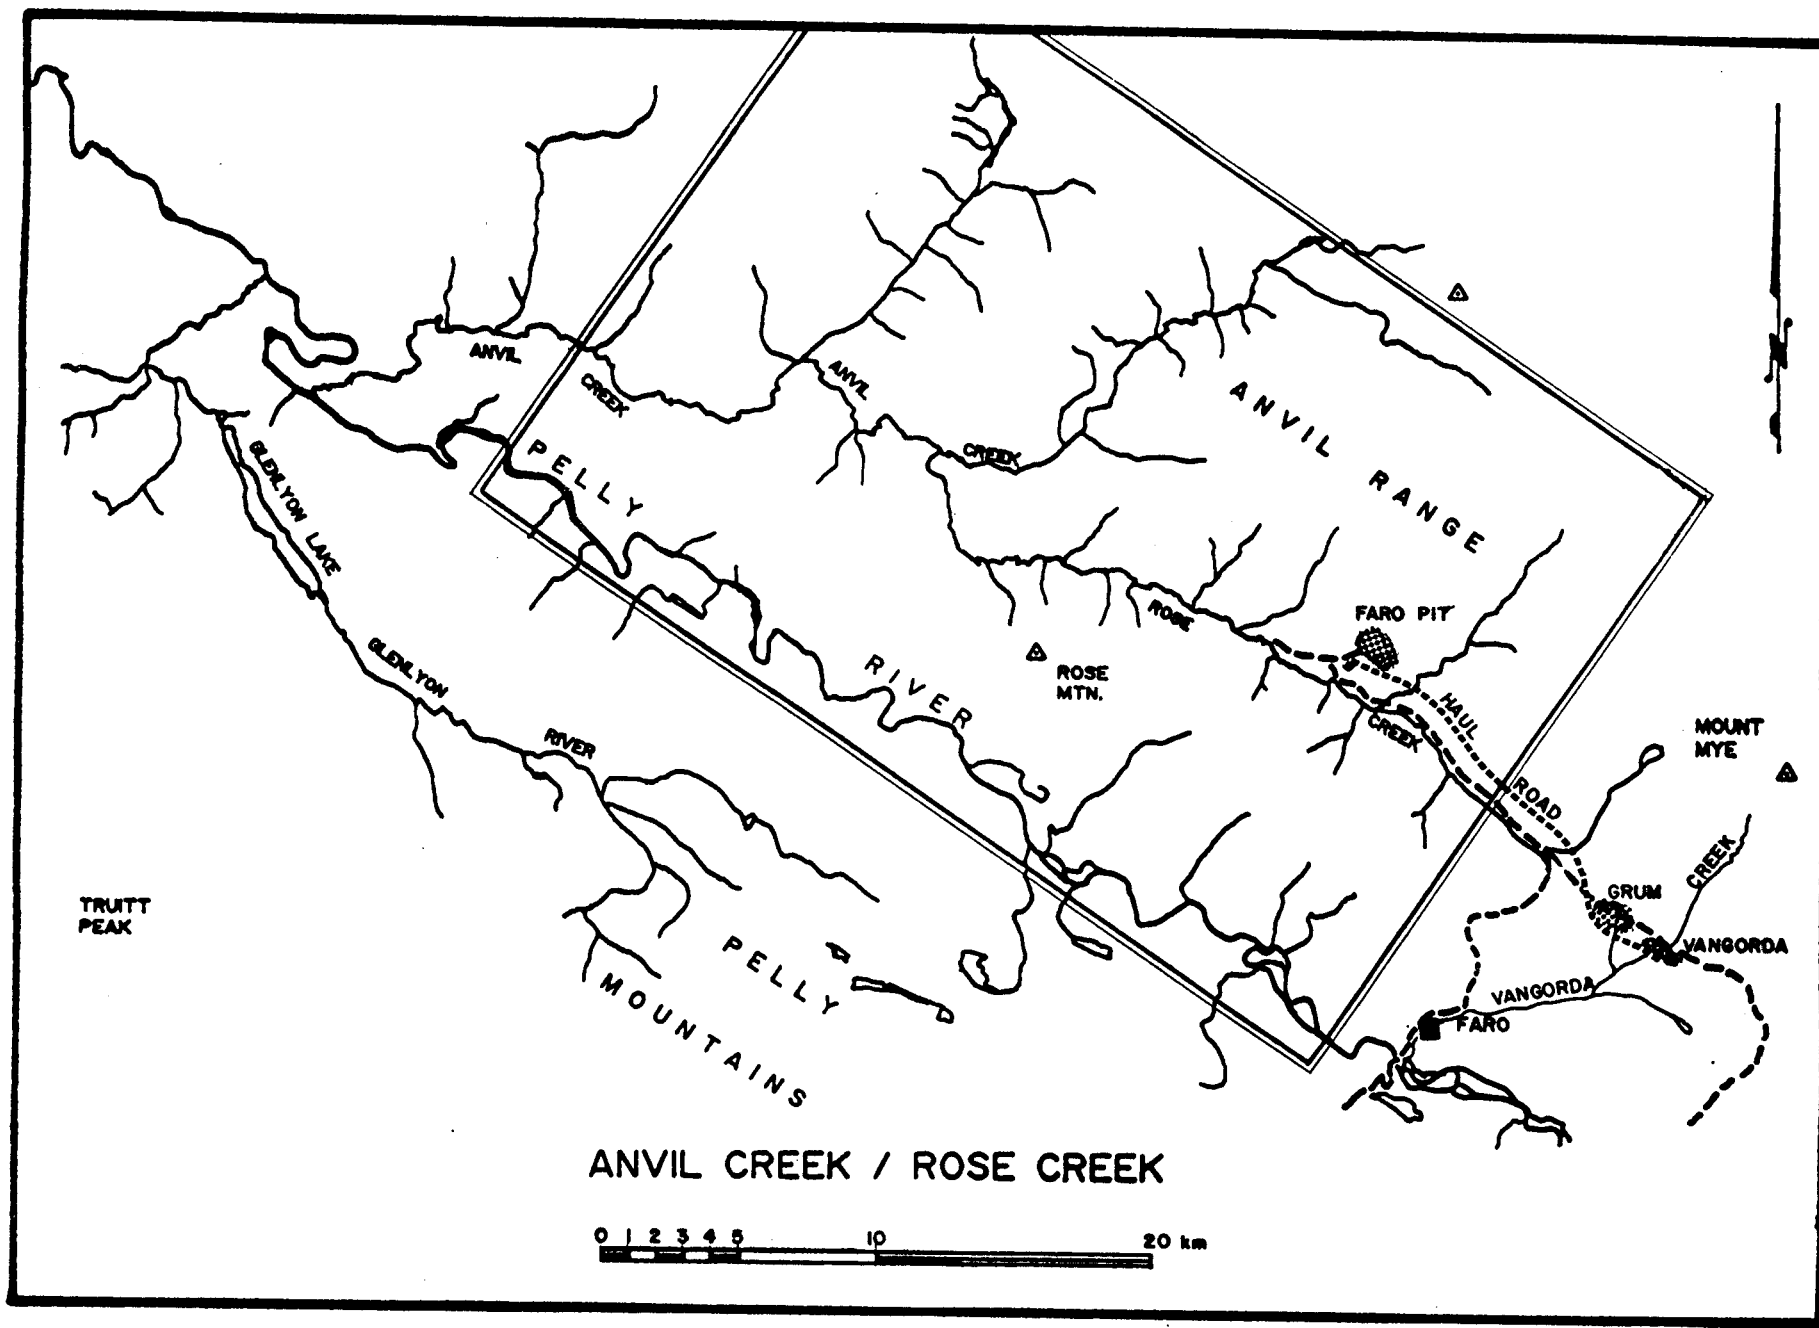 ANVIL
CREEK
ANVIL
CREEK
ANVIL
RANGE
PELLY
RIVER
GLENLYON LAKE
GLENLYON
RIVER
ROSE
CREEK
FARO PIT
ROSE
MTN.
HAUL
ROAD
MOUNT
MYE
TRUITT
PEAK
GRUM
CREEK
VANGORDA
VANGORDA
FARO
PELLY
MOUNTAINS
ANVIL CREEK / ROSE CREEK
0 1 2 3 4 5 10 20 km